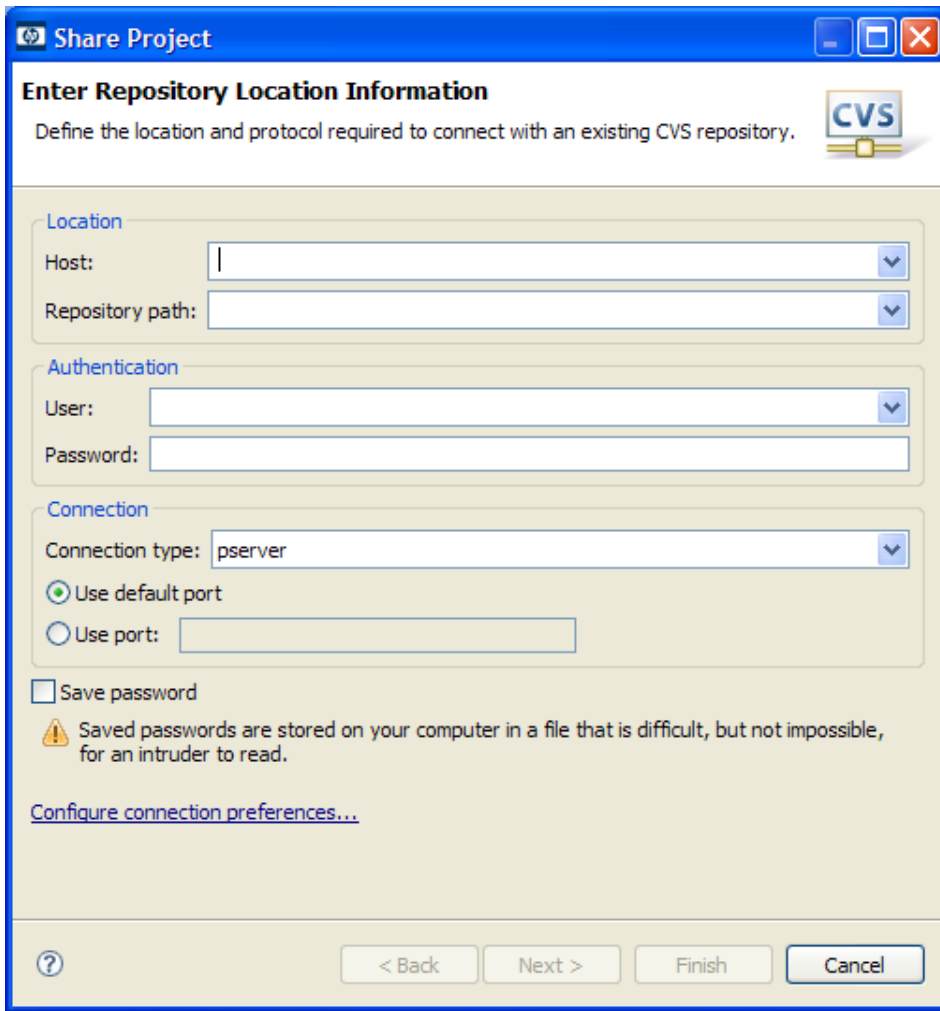 Share Project
Enter Repository Location Information
Define the location and protocol required to connect with an existing CVS repository.
CVS
Location
Host:
Repository path:
Authentication
User:
Password:
Connection
Connection type: pserver
Use default port
Use port:
Save password
Saved passwords are stored on your computer in a file that is difficult, but not impossible,
for an intruder to read.
Configure connection preferences...
< Back Next > Finish Cancel